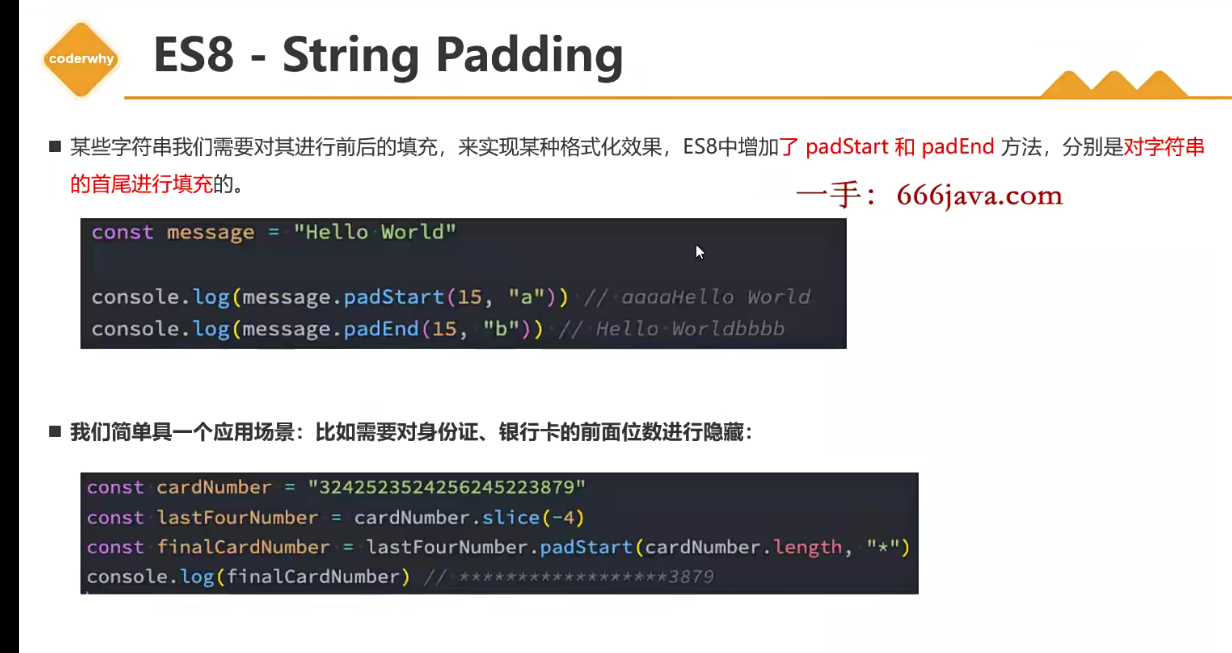 coderwhy
ES8 - String Padding
某些字符串我们需要对其进行前后的填充，来实现某种格式化效果，ES8中增加了 padStart 和 padEnd 方法，分别是对字符串
的首尾进行填充的。
一手：666java.com
const message = "Hello World"
console.log(message.padStart(15, "a")) // aaaaHello World
console.log(message.padEnd(15, "b")) // Hello Worldbbbb
我们简单具一个应用场景：比如需要对身份证、银行卡的前面位数进行隐藏：
const cardNumber = "3242523524256245223879"
const lastFourNumber = cardNumber.slice(-4)
const finalCardNumber = lastFourNumber.padStart(cardNumber.length, "*")
console.log(finalCardNumber) // ******************3879